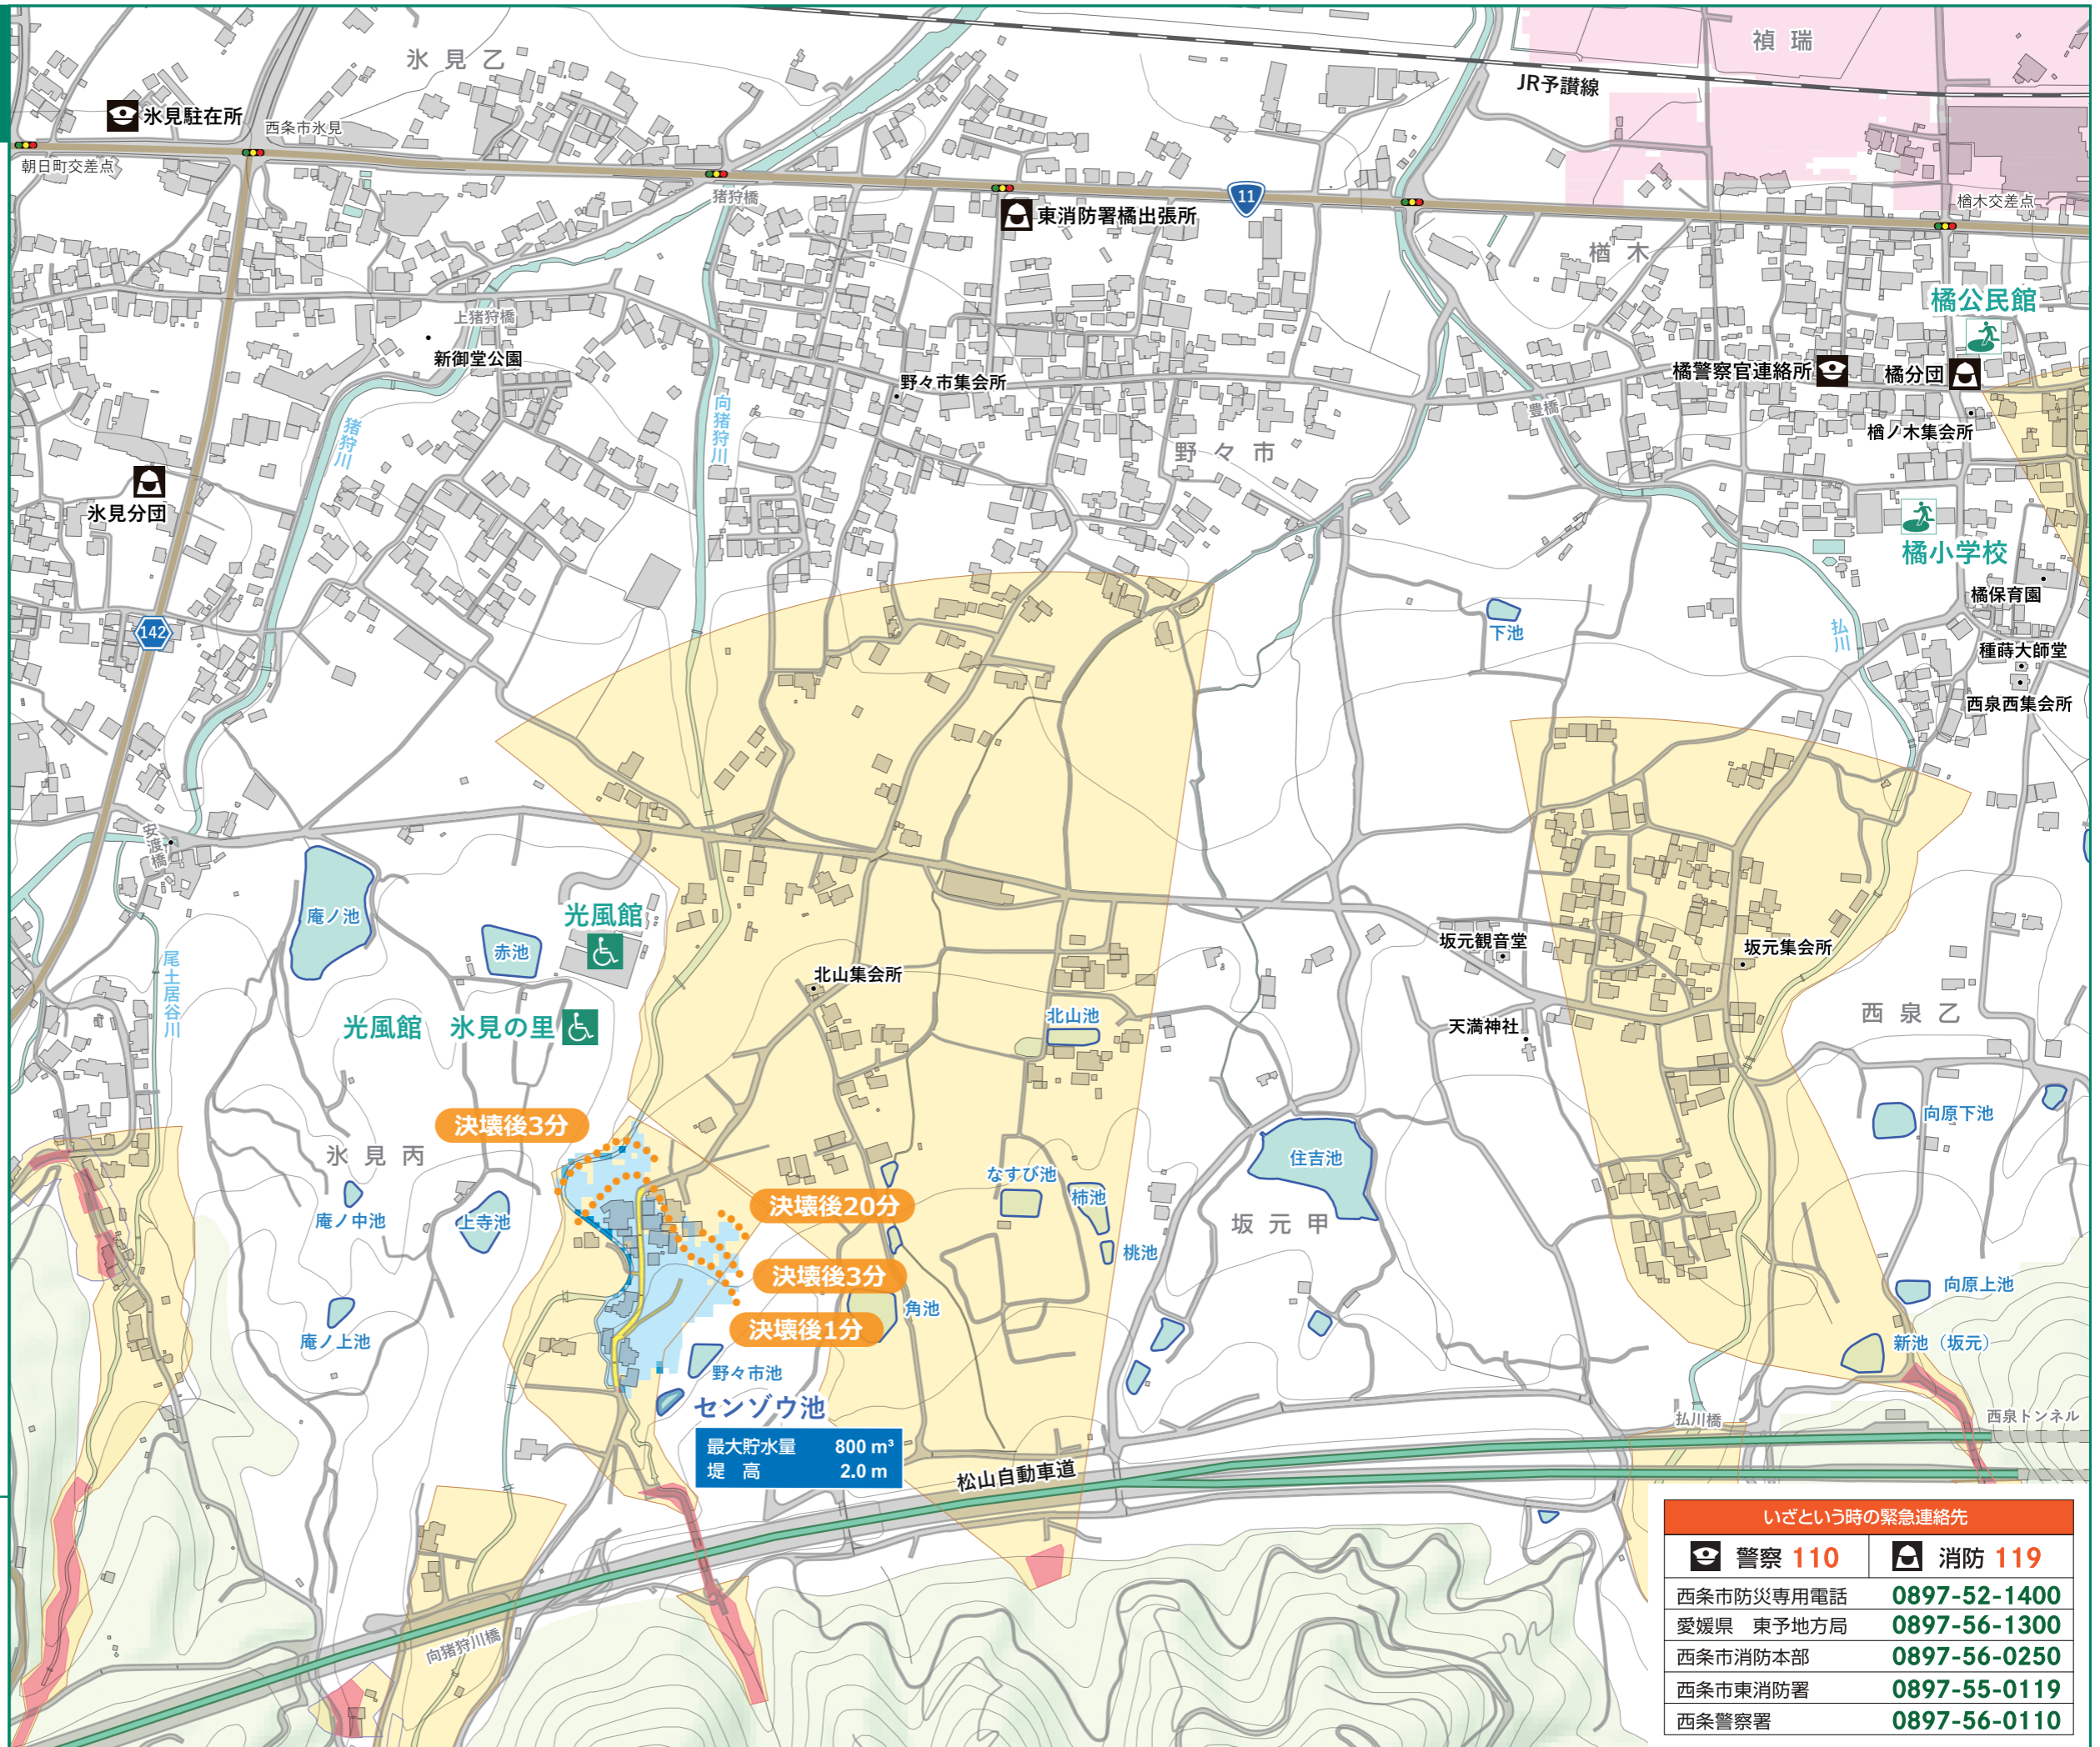 氷見乙
禎瑞
JR予讃線
氷見駐在所
西条市氷見
朝日町交差点
猪狩橋
11
東消防署橘出張所
楢木交差点
楢木
橘公民館
上猪狩橋
新御堂公園
野々市集会所
橘警察官連絡所
橘分団
向猪狩川
猪狩川
豊橋
楢ノ木集会所
野々市
氷見分団
橘小学校
橘保育園
142
下池
払川
種蒔大師堂
西泉西集会所
安渡橋
庵ノ池
赤池
光風館
尾土居谷川
北山集会所
坂元観音堂
坂元集会所
光風館 氷見の里
北山池
天満神社
西泉乙
決壊後3分
向原下池
氷見丙
住吉池
なすび池
柿池
庵ノ中池
上寺池
決壊後20分
坂元甲
桃池
決壊後3分
向原上池
角池
庵ノ上池
決壊後1分
新池（坂元）
野々市池
センゾウ池
最大貯水量 800 m³
堤高 2.0 m
払川橋
西泉トンネル
松山自動車道
向猪狩川橋
いざという時の緊急連絡先
警察 110 消防 119
西条市防災専用電話 0897-52-1400
愛媛県 東予地方局 0897-56-1300
西条市消防本部 0897-56-0250
西条市東消防署 0897-55-0119
西条警察署 0897-56-0110